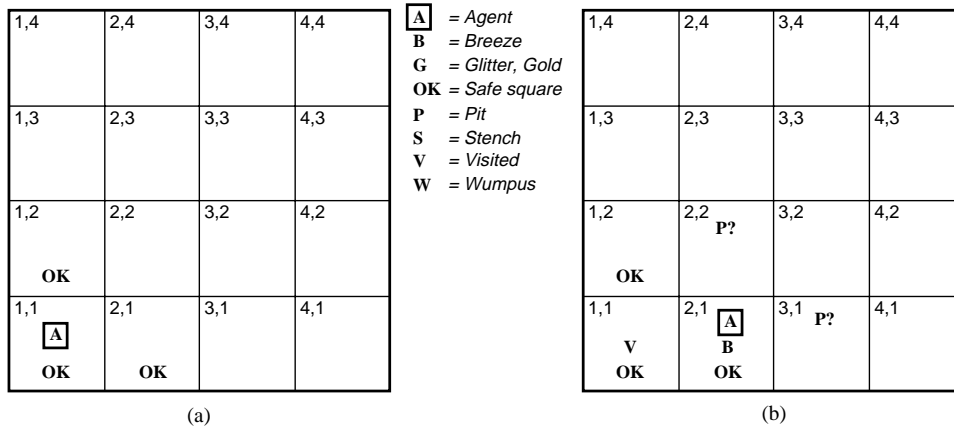 1,4 2,4 3,4 4,4
1,3 2,3 3,3 4,3
1,2 2,2 3,2 4,2
OK
1,1 2,1 3,1 4,1
A
OK OK
(a)
A = Agent
B = Breeze
G = Glitter, Gold
OK = Safe square
P = Pit
S = Stench
V = Visited
W = Wumpus
1,4 2,4 3,4 4,4
1,3 2,3 3,3 4,3
1,2 2,2 3,2 4,2
P?
OK
1,1 2,1 3,1 4,1
A P?
V B
OK OK
(b)